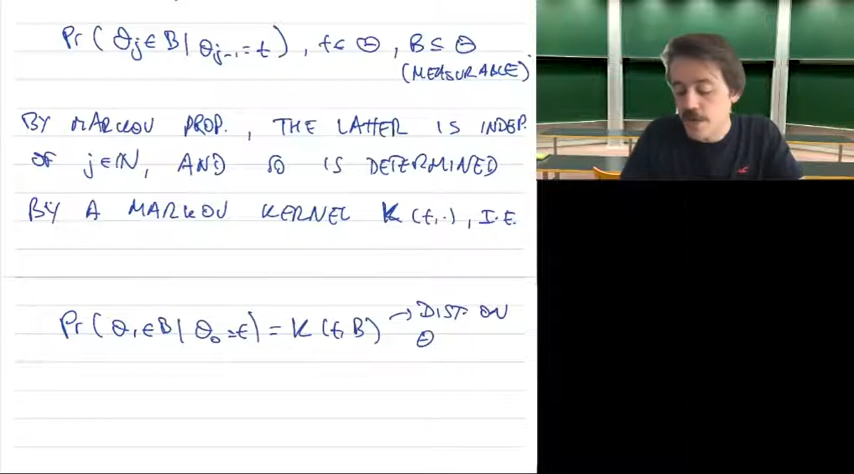 Pr(θj ∈ B | θj-1 = t), t ∈ Θ, B ⊆ Θ
(MEASURABLE)
BY MARKOV PROP., THE LATTER IS INDEP.
OF j ∈ ℕ, AND SO IS DETERMINED
BY A MARKOV KERNEL K(t,·), I.E.
Pr(θ1 ∈ B | θ0 = t) = K(t,B) → DIST. ON
Θ